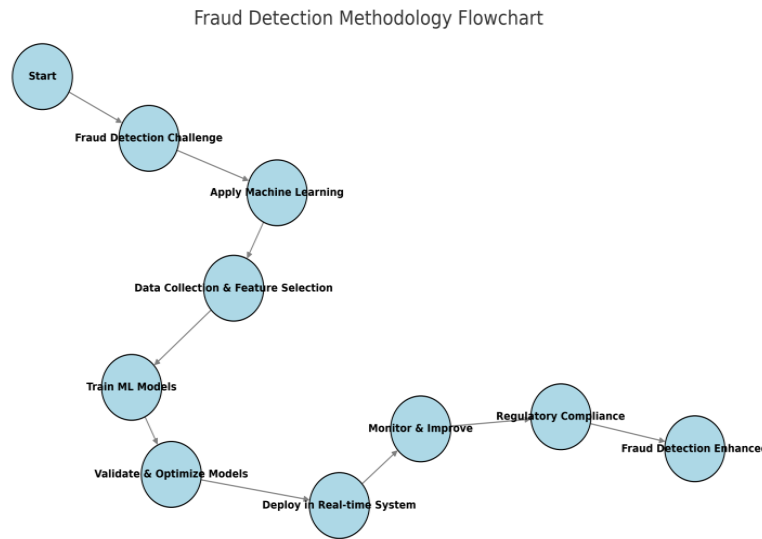 Fraud Detection Methodology Flowchart
Start
Fraud Detection Challenge
Apply Machine Learning
Data Collection & Feature Selection
Train ML Models
Validate & Optimize Models
Deploy in Real-time System
Monitor & Improve
Regulatory Compliance
Fraud Detection Enhanced